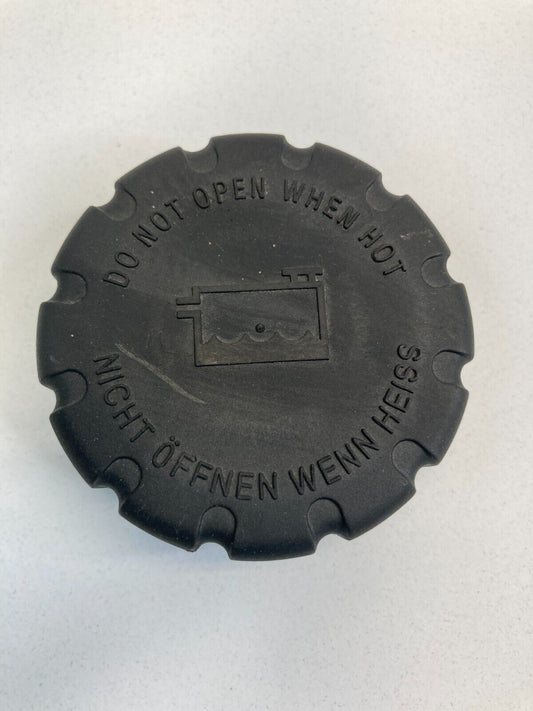 DO NOT OPEN WHEN HOT
NICHT ÖFFNEN WENN HEISS